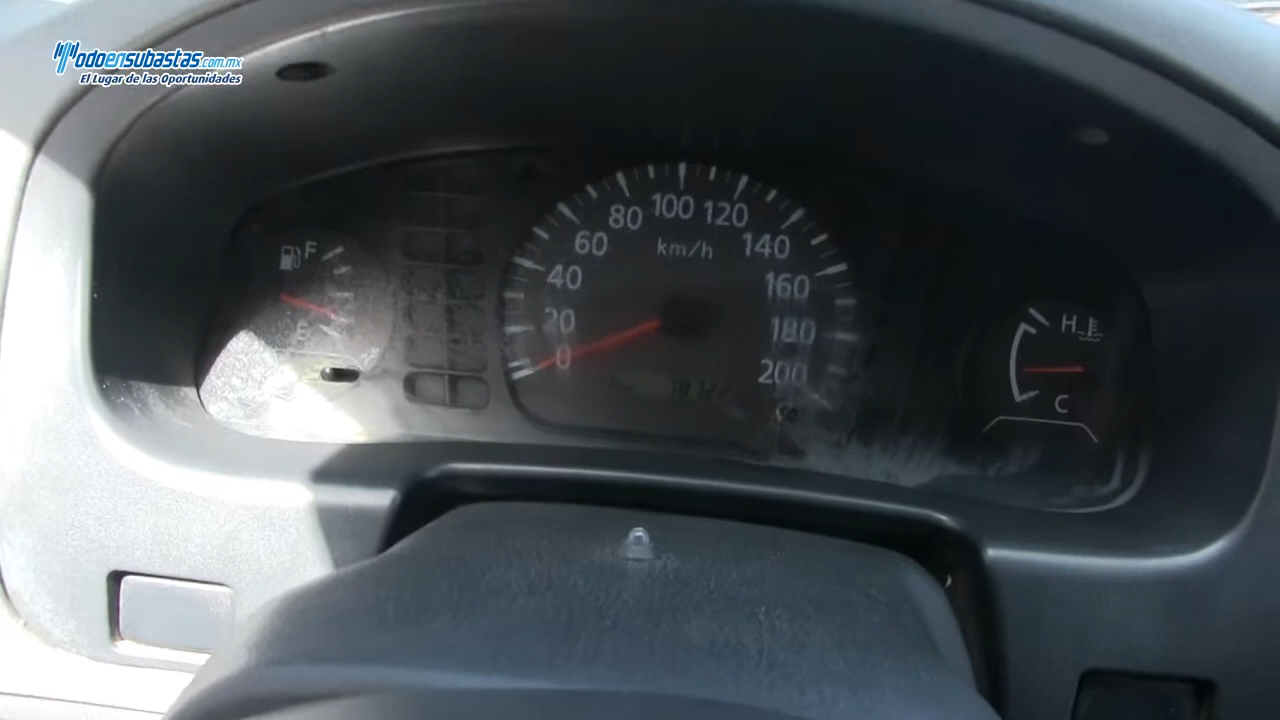 Todoensubastas.com.mx
El Lugar de las Oportunidades
F
E
0
20
40
60
80
100
120
140
160
180
200
km/h
H
C